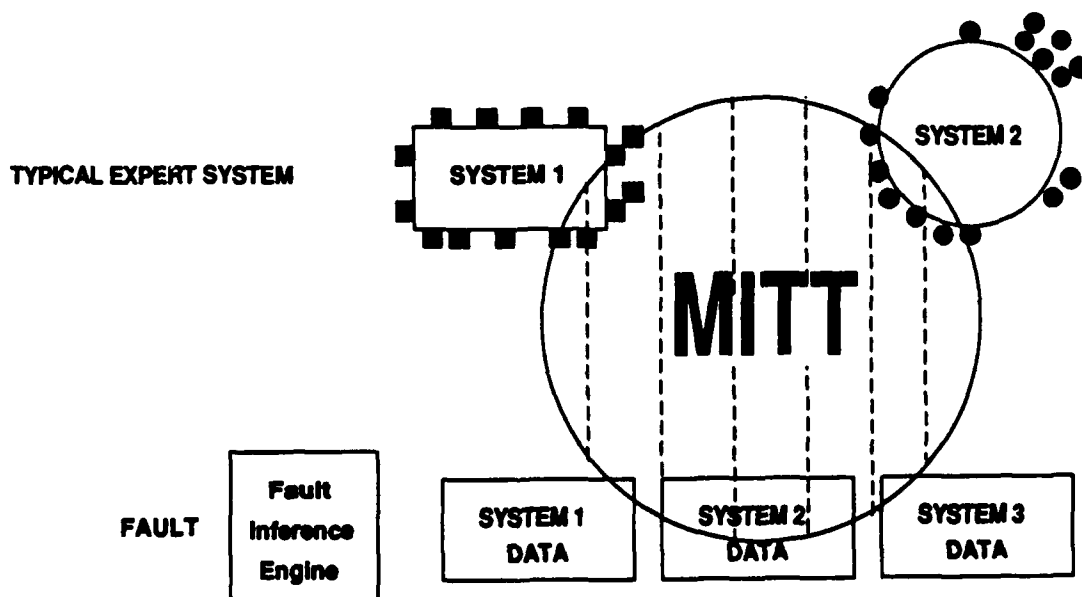 SYSTEM 2
TYPICAL EXPERT SYSTEM
SYSTEM 1
MITT
FAULT
Fault
Inference
Engine
SYSTEM 1
DATA
SYSTEM 2
DATA
SYSTEM 3
DATA